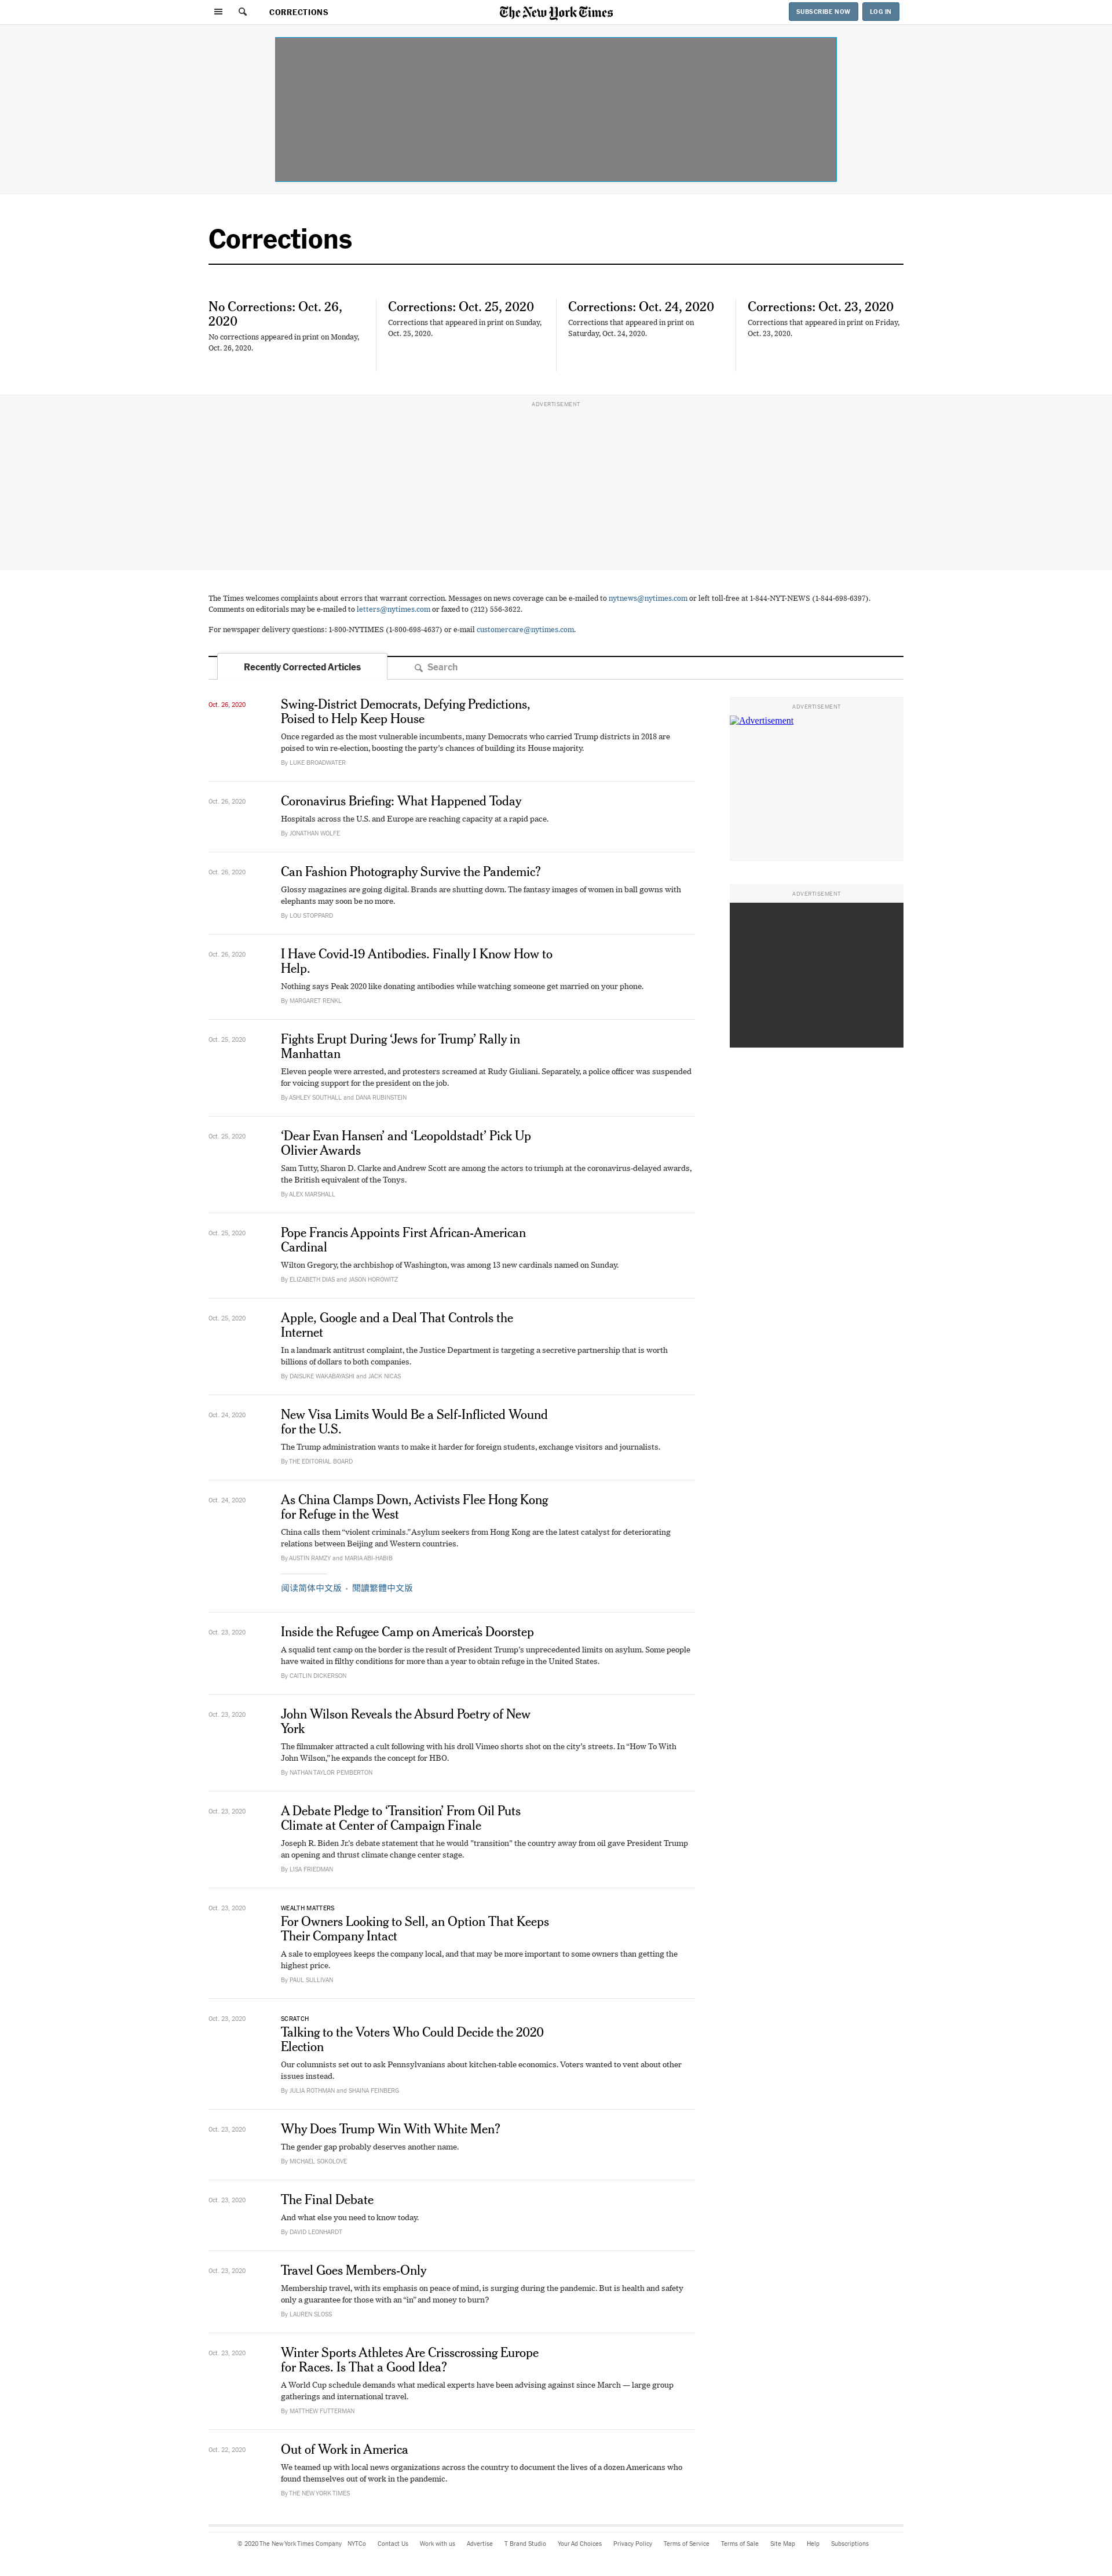 CORRECTIONS
The New York Times
SUBSCRIBE NOW
LOG IN
Corrections
No Corrections: Oct. 26,
2020
No corrections appeared in print on Monday,
Oct. 26, 2020.
Corrections: Oct. 25, 2020
Corrections that appeared in print on Sunday,
Oct. 25, 2020.
Corrections: Oct. 24, 2020
Corrections that appeared in print on
Saturday, Oct. 24, 2020.
Corrections: Oct. 23, 2020
Corrections that appeared in print on Friday,
Oct. 23, 2020.
ADVERTISEMENT
The Times welcomes complaints about errors that warrant correction. Messages on news coverage can be e-mailed to nytnews@nytimes.com or left toll-free at 1-844-NYT-NEWS (1-844-698-6397).
Comments on editorials may be e-mailed to letters@nytimes.com or faxed to (212) 556-3622.
For newspaper delivery questions: 1-800-NYTIMES (1-800-698-4637) or e-mail customercare@nytimes.com.
Recently Corrected Articles
Search
Oct. 26, 2020
Swing-District Democrats, Defying Predictions,
Poised to Help Keep House
Once regarded as the most vulnerable incumbents, many Democrats who carried Trump districts in 2018 are
poised to win re-election, boosting the party's chances of building its House majority.
By LUKE BROADWATER
ADVERTISEMENT
Advertisement
Oct. 26, 2020
Coronavirus Briefing: What Happened Today
Hospitals across the U.S. and Europe are reaching capacity at a rapid pace.
By JONATHAN WOLFE
Oct. 26, 2020
Can Fashion Photography Survive the Pandemic?
Glossy magazines are going digital. Brands are shutting down. The fantasy images of women in ball gowns with
elephants may soon be no more.
By LOU STOPPARD
ADVERTISEMENT
Oct. 26, 2020
I Have Covid-19 Antibodies. Finally I Know How to
Help.
Nothing says Peak 2020 like donating antibodies while watching someone get married on your phone.
By MARGARET RENKL
Oct. 25, 2020
Fights Erupt During ‘Jews for Trump’ Rally in
Manhattan
Eleven people were arrested, and protesters screamed at Rudy Giuliani. Separately, a police officer was suspended
for voicing support for the president on the job.
By ASHLEY SOUTHALL and DANA RUBINSTEIN
Oct. 25, 2020
‘Dear Evan Hansen’ and ‘Leopoldstadt’ Pick Up
Olivier Awards
Sam Tutty, Sharon D. Clarke and Andrew Scott are among the actors to triumph at the coronavirus-delayed awards,
the British equivalent of the Tonys.
By ALEX MARSHALL
Oct. 25, 2020
Pope Francis Appoints First African-American
Cardinal
Wilton Gregory, the archbishop of Washington, was among 13 new cardinals named on Sunday.
By ELIZABETH DIAS and JASON HOROWITZ
Oct. 25, 2020
Apple, Google and a Deal That Controls the
Internet
In a landmark antitrust complaint, the Justice Department is targeting a secretive partnership that is worth
billions of dollars to both companies.
By DAISUKE WAKABAYASHI and JACK NICAS
Oct. 24, 2020
New Visa Limits Would Be a Self-Inflicted Wound
for the U.S.
The Trump administration wants to make it harder for foreign students, exchange visitors and journalists.
By THE EDITORIAL BOARD
Oct. 24, 2020
As China Clamps Down, Activists Flee Hong Kong
for Refuge in the West
China calls them “violent criminals.” Asylum seekers from Hong Kong are the latest catalyst for deteriorating
relations between Beijing and Western countries.
By AUSTIN RAMZY and MARIA ABI-HABIB
阅读简体中文版 • 閱讀繁體中文版
Oct. 23, 2020
Inside the Refugee Camp on America’s Doorstep
A squalid tent camp on the border is the result of President Trump’s unprecedented limits on asylum. Some people
have waited in filthy conditions for more than a year to obtain refuge in the United States.
By CAITLIN DICKERSON
Oct. 23, 2020
John Wilson Reveals the Absurd Poetry of New
York
The filmmaker attracted a cult following with his droll Vimeo shorts shot on the city’s streets. In “How To With
John Wilson,” he expands the concept for HBO.
By NATHAN TAYLOR PEMBERTON
Oct. 23, 2020
A Debate Pledge to ‘Transition’ From Oil Puts
Climate at Center of Campaign Finale
Joseph R. Biden Jr.’s debate statement that he would "transition" the country away from oil gave President Trump
an opening and thrust climate change center stage.
By LISA FRIEDMAN
Oct. 23, 2020
WEALTH MATTERS
For Owners Looking to Sell, an Option That Keeps
Their Company Intact
A sale to employees keeps the company local, and that may be more important to some owners than getting the
highest price.
By PAUL SULLIVAN
Oct. 23, 2020
SCRATCH
Talking to the Voters Who Could Decide the 2020
Election
Our columnists set out to ask Pennsylvanians about kitchen-table economics. Voters wanted to vent about other
issues instead.
By JULIA ROTHMAN and SHAINA FEINBERG
Oct. 23, 2020
Why Does Trump Win With White Men?
The gender gap probably deserves another name.
By MICHAEL SOKOLOVE
Oct. 23, 2020
The Final Debate
And what else you need to know today.
By DAVID LEONHARDT
Oct. 23, 2020
Travel Goes Members-Only
Membership travel, with its emphasis on peace of mind, is surging during the pandemic. But is health and safety
only a guarantee for those with an “in” and money to burn?
By LAUREN SLOSS
Oct. 23, 2020
Winter Sports Athletes Are Crisscrossing Europe
for Races. Is That a Good Idea?
A World Cup schedule demands what medical experts have been advising against since March — large group
gatherings and international travel.
By MATTHEW FUTTERMAN
Oct. 22, 2020
Out of Work in America
We teamed up with local news organizations across the country to document the lives of a dozen Americans who
found themselves out of work in the pandemic.
By THE NEW YORK TIMES
© 2020 The New York Times Company NYTCo Contact Us Work with us Advertise T Brand Studio Your Ad Choices Privacy Policy Terms of Service Terms of Sale Site Map Help Subscriptions